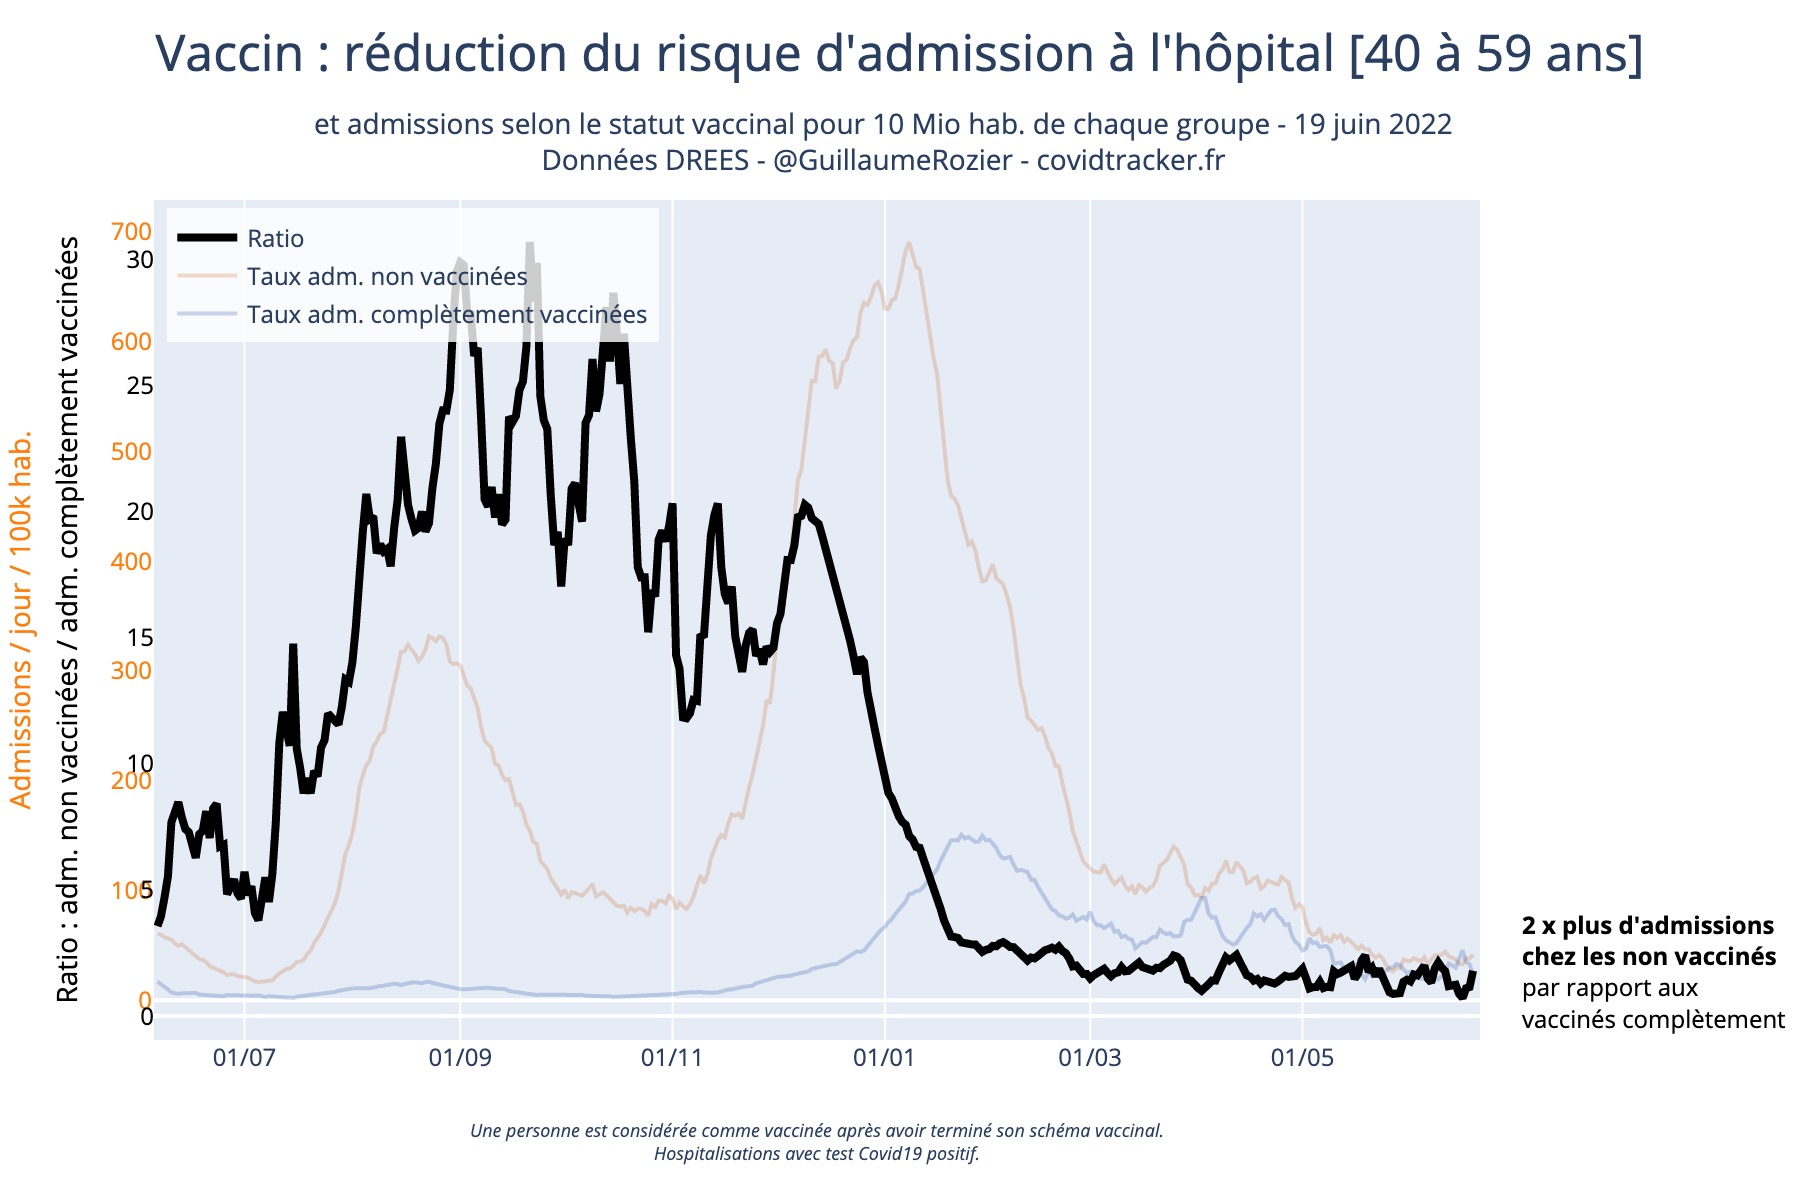 Vaccin : réduction du risque d'admission à l'hôpital [40 à 59 ans]
et admissions selon le statut vaccinal pour 10 Mio hab. de chaque groupe - 19 juin 2022
Données DREES - @GuillaumeRozier - covidtracker.fr
Admissions / jour / 100k hab.
Ratio : adm. non vaccinées / adm. complètement vaccinées
700
600
500
400
300
200
100
0
30
25
20
15
10
5
0
Ratio
Taux adm. non vaccinées
Taux adm. complètement vaccinées
01/07
01/09
01/11
01/01
01/03
01/05
2 x plus d'admissions
chez les non vaccinés
par rapport aux
vaccinés complètement
Une personne est considérée comme vaccinée après avoir terminé son schéma vaccinal.
Hospitalisations avec test Covid19 positif.